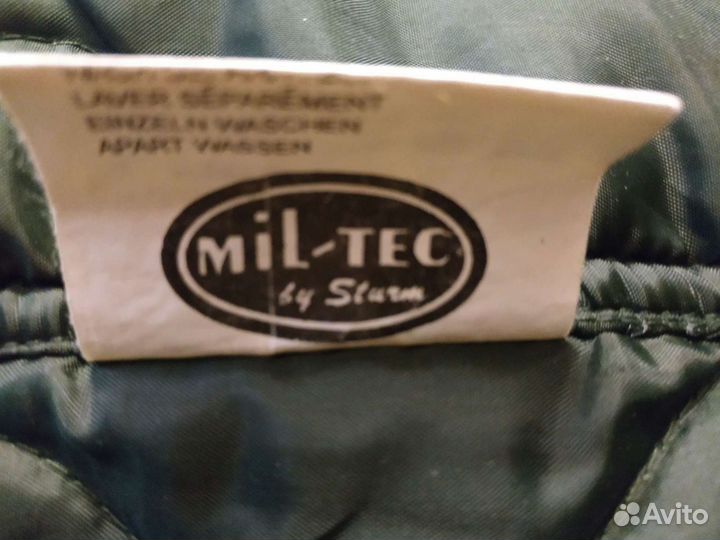 LAVER SÉPARÉMENT
EINZELN WASCHEN
APART WASSEN
MiL-TEC
by Sturm
Avito